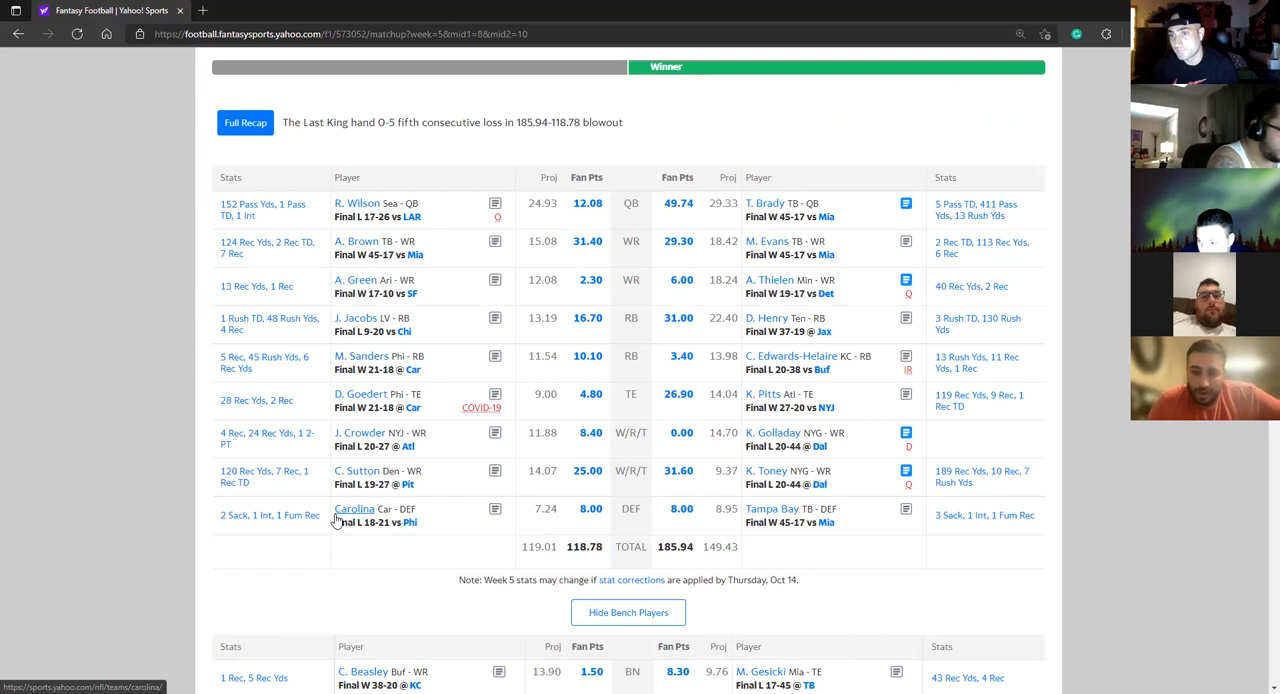 Fantasy Football | Yahoo! Sports
https://football.fantasysports.yahoo.com/f1/573052/matchup?week=5&mid1=8&mid2=10
Winner
Full Recap The Last King hand 0-5 fifth consecutive loss in 185.94-118.78 blowout
Stats Player Proj Fan Pts Fan Pts Proj Player Stats
152 Pass Yds, 1 Pass TD, 1 Int R. Wilson Sea - QB 24.93 12.08 QB 49.74 29.33 T. Brady TB - QB 5 Pass TD, 411 Pass Yds, 13 Rush Yds
Final L 17-26 vs LAR O Final W 45-17 vs Mia
124 Rec Yds, 2 Rec TD, 7 Rec A. Brown TB - WR 15.08 31.40 WR 29.30 18.42 M. Evans TB - WR 2 Rec TD, 113 Rec Yds, 6 Rec
Final W 45-17 vs Mia Final W 45-17 vs Mia
13 Rec Yds, 1 Rec A. Green Ari - WR 12.08 2.30 WR 6.00 18.24 A. Thielen Min - WR 40 Rec Yds, 2 Rec
Final W 17-10 vs SF Final W 19-17 vs Det Q
1 Rush TD, 48 Rush Yds, 4 Rec J. Jacobs LV - RB 13.19 16.70 RB 31.00 22.40 D. Henry Ten - RB 3 Rush TD, 130 Rush Yds
Final L 9-20 vs Chi Final W 37-19 @ Jax
5 Rec, 45 Rush Yds, 6 Rec Yds M. Sanders Phi - RB 11.54 10.10 RB 3.40 13.98 C. Edwards-Helaire KC - RB 13 Rush Yds, 11 Rec Yds, 1 Rec
Final W 21-18 @ Car Final L 20-38 vs Buf IR
28 Rec Yds, 2 Rec D. Goedert Phi - TE 9.00 4.80 TE 26.90 14.04 K. Pitts Atl - TE 119 Rec Yds, 9 Rec, 1 Rec TD
Final W 21-18 @ Car COVID-19 Final W 27-20 vs NYJ
4 Rec, 24 Rec Yds, 1 2-PT J. Crowder NYJ - WR 11.88 8.40 W/R/T 0.00 14.70 K. Golladay NYG - WR
Final L 20-27 @ Atl Final L 20-44 @ Dal D
120 Rec Yds, 7 Rec, 1 Rec TD C. Sutton Den - WR 14.07 25.00 W/R/T 31.60 9.37 K. Toney NYG - WR 189 Rec Yds, 10 Rec, 7 Rush Yds
Final L 19-27 @ Pit Final L 20-44 @ Dal Q
2 Sack, 1 Int, 1 Fum Rec Carolina Car - DEF 7.24 8.00 DEF 8.00 8.95 Tampa Bay TB - DEF 3 Sack, 1 Int, 1 Fum Rec
Final L 18-21 vs Phi Final W 45-17 vs Mia
119.01 118.78 TOTAL 185.94 149.43
Note: Week 5 stats may change if stat corrections are applied by Thursday, Oct 14.
Hide Bench Players
Stats Player Proj Fan Pts Fan Pts Proj Player Stats
1 Rec, 5 Rec Yds C. Beasley Buf - WR 13.90 1.50 BN 8.30 9.76 M. Gesicki Mia - TE 43 Rec Yds, 4 Rec
Final W 38-20 @ KC Final L 17-45 @ TB
https://sports.yahoo.com/nfl/teams/carolina/